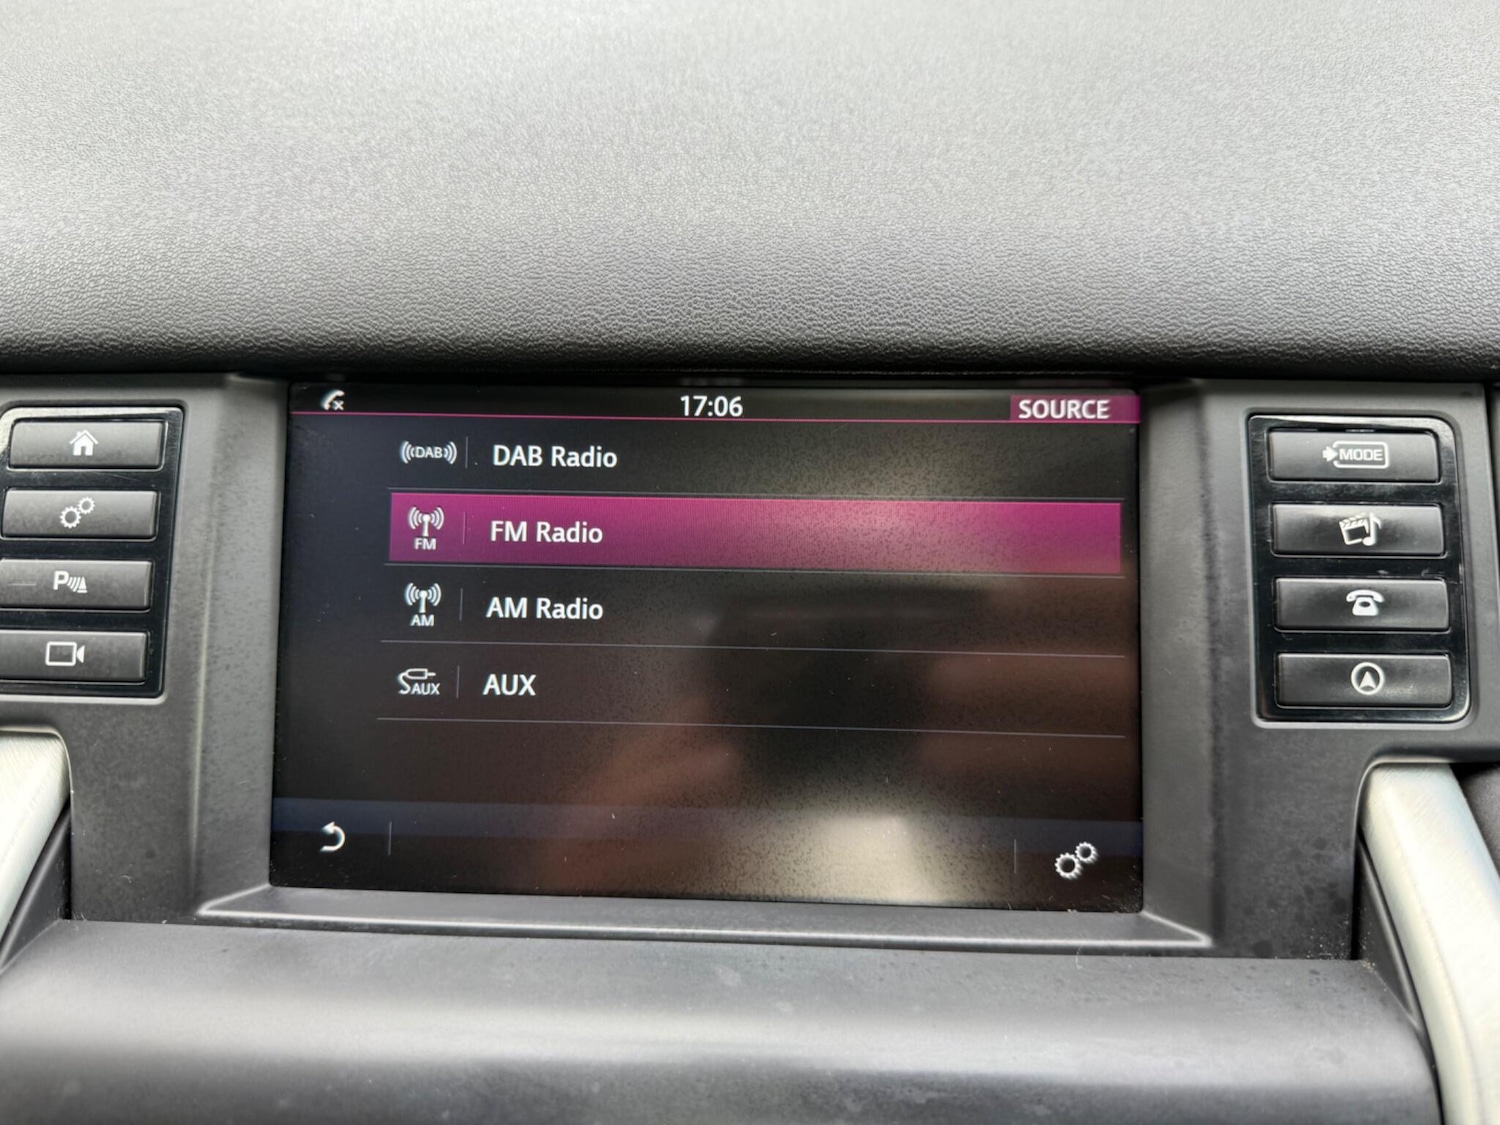 17:06
SOURCE
DAB
DAB Radio
FM
FM Radio
AM
AM Radio
AUX
AUX
P
MODE